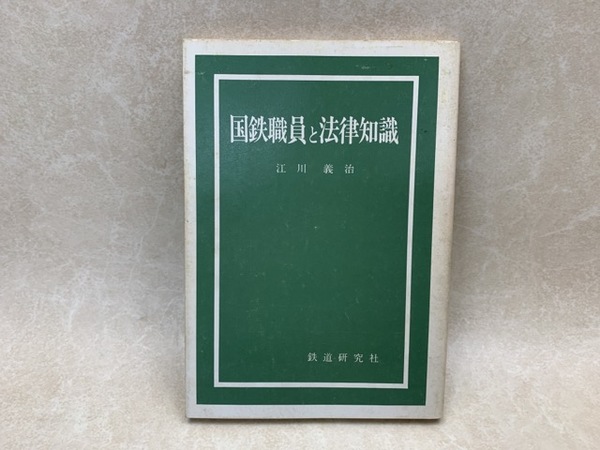 国鉄職員と法律知識
江川義治
鉄道研究社